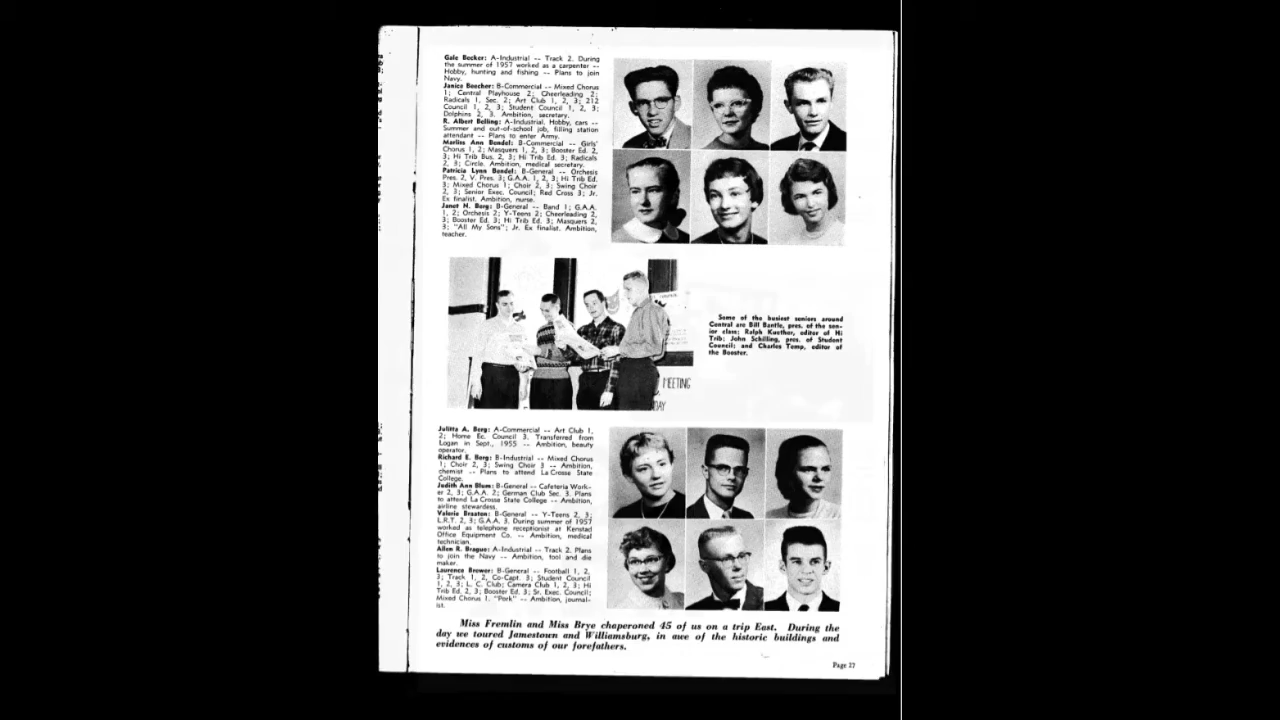 Gale Becker: A-Industrial -- Track 2. During
the summer of 1957 worked as a carpenter --
Hobby, hunting and fishing -- Plans to join
Navy.
Janice Beecher: B-Commercial -- Mixed Chorus
1; Central Playhouse 2; Cheerleading 2;
Radicals 1, Sec. 2; Art Club 1, 2, 3; 212
Council 1, 2, 3; Student Council 1, 2, 3;
Dolphins 2, 3. Ambition, secretary.
R. Albert Belling: A-Industrial. Hobby, cars --
Summer and out-of-school job, filling station
attendant -- Plans to enter Army.
Marliss Ann Bendel: B-Commercial -- Girls'
Chorus 1, 2; Masquers 1, 2, 3; Booster Ed. 2,
3; Hi Trib Bus. 2, 3; Hi Trib Ed. 3; Radicals
2, 3; Circle. Ambition, medical secretary.
Patricia Lynn Bendel: B-General -- Orchesis
Pres. 2, V. Pres. 3; G.A.A. 1, 2, 3; Hi Trib Ed.
3; Mixed Chorus 1; Choir 2, 3; Swing Choir
2, 3; Senior Exec. Council; Red Cross 3; Jr.
Ex finalist. Ambition, nurse.
Janet H. Berg: B-General -- Band 1; G.A.A.
1, 2; Orchesis 2; Y-Teens 2; Cheerleading 2,
3; Booster Ed. 3; Hi Trib Ed. 3; Masquers 2,
3; "All My Sons"; Jr. Ex finalist. Ambition,
teacher.
Some of the busiest seniors around
Central are Bill Bantle, pres. of the sen-
ior class; Ralph Kuether, editor of Hi
Trib; John Schilling, pres. of Student
Council; and Charles Temp, editor of
the Booster.
MEETING
DAY
Julitta A. Berg: A-Commercial -- Art Club 1,
2; Home Ec. Council 3. Transferred from
Logan in Sept., 1955 -- Ambition, beauty
operator.
Richard E. Berg: B-Industrial -- Mixed Chorus
1; Choir 2, 3; Swing Choir 3 -- Ambition,
chemist -- Plans to attend La Crosse State
College.
Judith Ann Blum: B-General -- Cafeteria Work-
er 2, 3; G.A.A. 2; German Club Sec. 3. Plans
to attend La Crosse State College -- Ambition,
airline stewardess.
Valerie Braaton: B-General -- Y-Teens 2, 3;
L.R.T. 2, 3; G.A.A. 3. During summer of 1957
worked as telephone receptionist at Kenstad
Office Equipment Co. -- Ambition, medical
technician.
Allen R. Brague: A-Industrial -- Track 2. Plans
to join the Navy -- Ambition, tool and die
maker.
Laurence Brewer: B-General -- Football 1, 2,
3; Track 1, 2, Co-Capt. 3; Student Council
1, 2, 3; L. C. Club; Camera Club 1, 2, 3; Hi
Trib Ed. 2, 3; Booster Ed. 3; Sr. Exec. Council;
Mixed Chorus 1. "Pork" -- Ambition, journal-
ist.
Miss Fremlin and Miss Brye chaperoned 45 of us on a trip East. During the
day we toured Jamestown and Williamsburg, in awe of the historic buildings and
evidences of customs of our forefathers.
Page 27